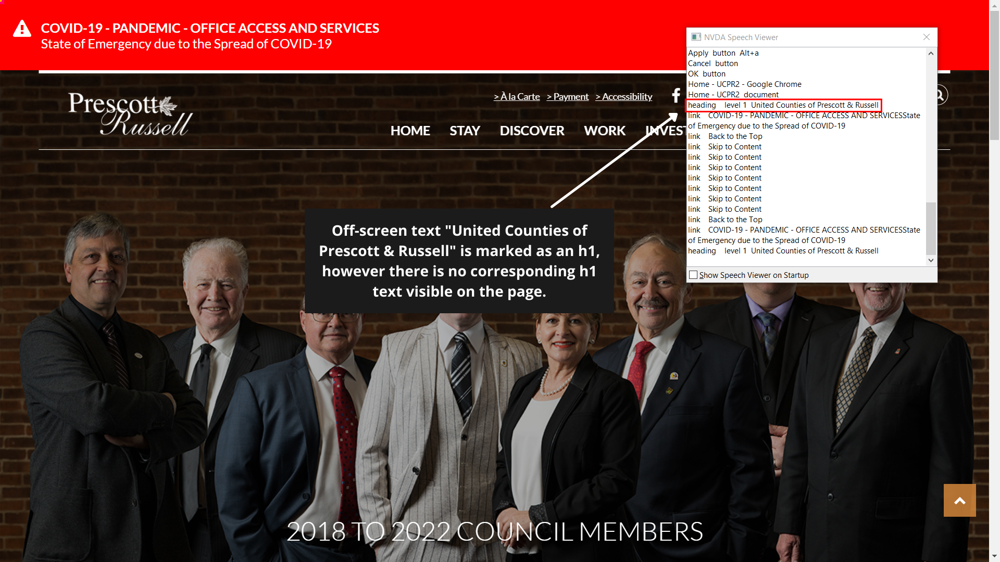 COVID-19 - PANDEMIC - OFFICE ACCESS AND SERVICES
State of Emergency due to the Spread of COVID-19
Prescott
Russell
> À la Carte > Payment > Accessibility
HOME STAY DISCOVER WORK INVEST
NVDA Speech Viewer
Apply button Alt+a
Cancel button
OK button
Home - UCPR2 - Google Chrome
Home - UCPR2 document
heading level 1 United Counties of Prescott & Russell
link COVID-19 - PANDEMIC - OFFICE ACCESS AND SERVICESState
of Emergency due to the Spread of COVID-19
link Back to the Top
link Skip to Content
link Skip to Content
link Skip to Content
link Skip to Content
link Skip to Content
link Skip to Content
link Skip to Content
link Back to the Top
link COVID-19 - PANDEMIC - OFFICE ACCESS AND SERVICESState
of Emergency due to the Spread of COVID-19
heading level 1 United Counties of Prescott & Russell
Show Speech Viewer on Startup
Off-screen text "United Counties of
Prescott & Russell" is marked as an h1,
however there is no corresponding h1
text visible on the page.
2018 TO 2022 COUNCIL MEMBERS